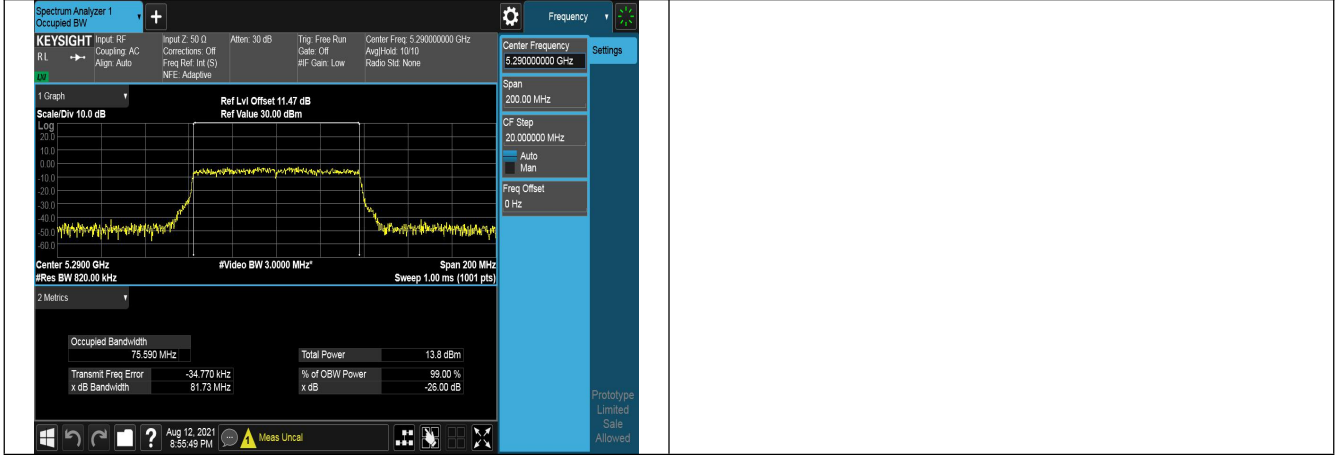 Spectrum Analyzer 1
Occupied BW
Frequency
KEYSIGHT
RL
LXI
Input: RF
Coupling: AC
Align: Auto
Input Z: 50 Ω
Corrections: Off
Freq Ref: Int (S)
NFE: Adaptive
Atten: 30 dB
Trig: Free Run
Gate: Off
#IF Gain: Low
Center Freq: 5.290000000 GHz
Avg|Hold: 10/10
Radio Std: None
Center Frequency
5.290000000 GHz
Settings
Span
200.00 MHz
CF Step
20.000000 MHz
Auto
Man
Freq Offset
0 Hz
1 Graph
Scale/Div 10.0 dB
Ref Lvl Offset 11.47 dB
Ref Value 30.00 dBm
Log
20.0
10.0
0.00
-10.0
-20.0
-30.0
-40.0
-50.0
-60.0
Center 5.2900 GHz
#Video BW 3.0000 MHz*
Span 200 MHz
#Res BW 820.00 kHz
Sweep 1.00 ms (1001 pts)
2 Metrics
Occupied Bandwidth
75.590 MHz
Total Power 13.8 dBm
Transmit Freq Error -34.770 kHz
% of OBW Power 99.00 %
x dB Bandwidth 81.73 MHz
x dB -26.00 dB
Prototype
Limited
Sale
Allowed
?
Aug 12, 2021
8:55:49 PM
1
Meas Uncal